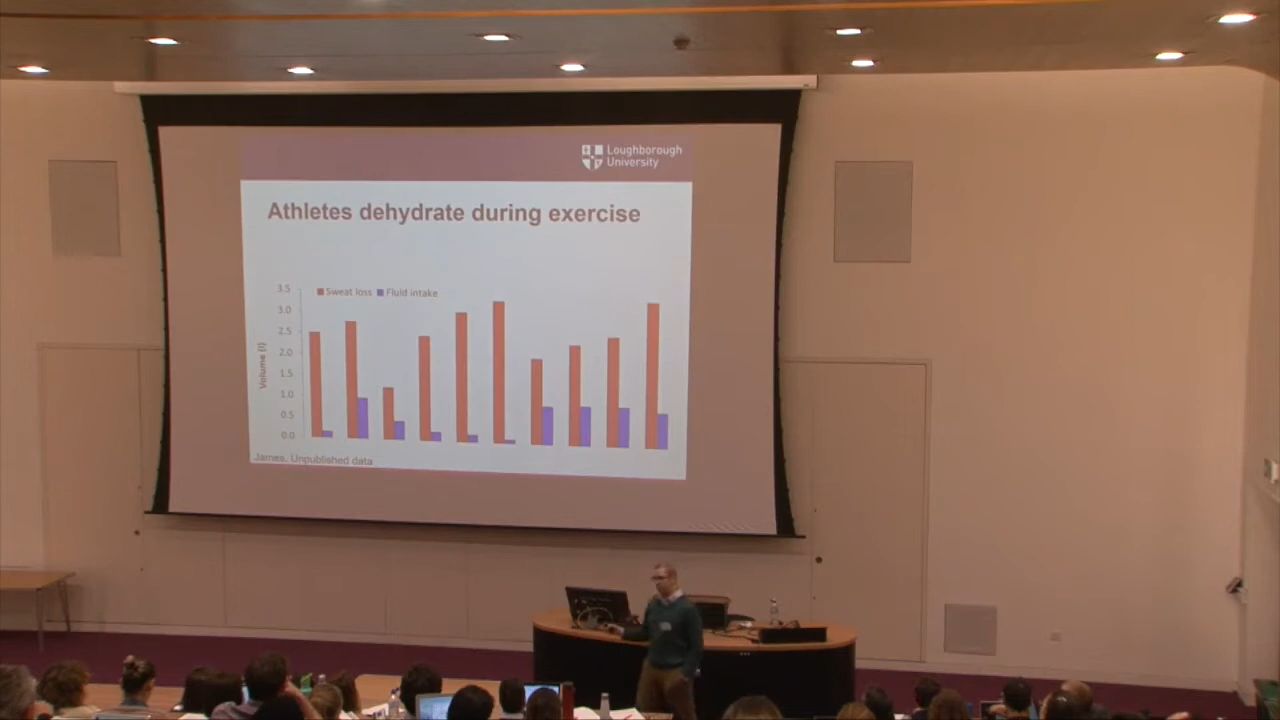 Loughborough
University
Athletes dehydrate during exercise
3.5
Sweat loss Fluid intake
3.0
2.5
2.0
1.5
1.0
0.5
0.0
Volume (l)
James, Unpublished data